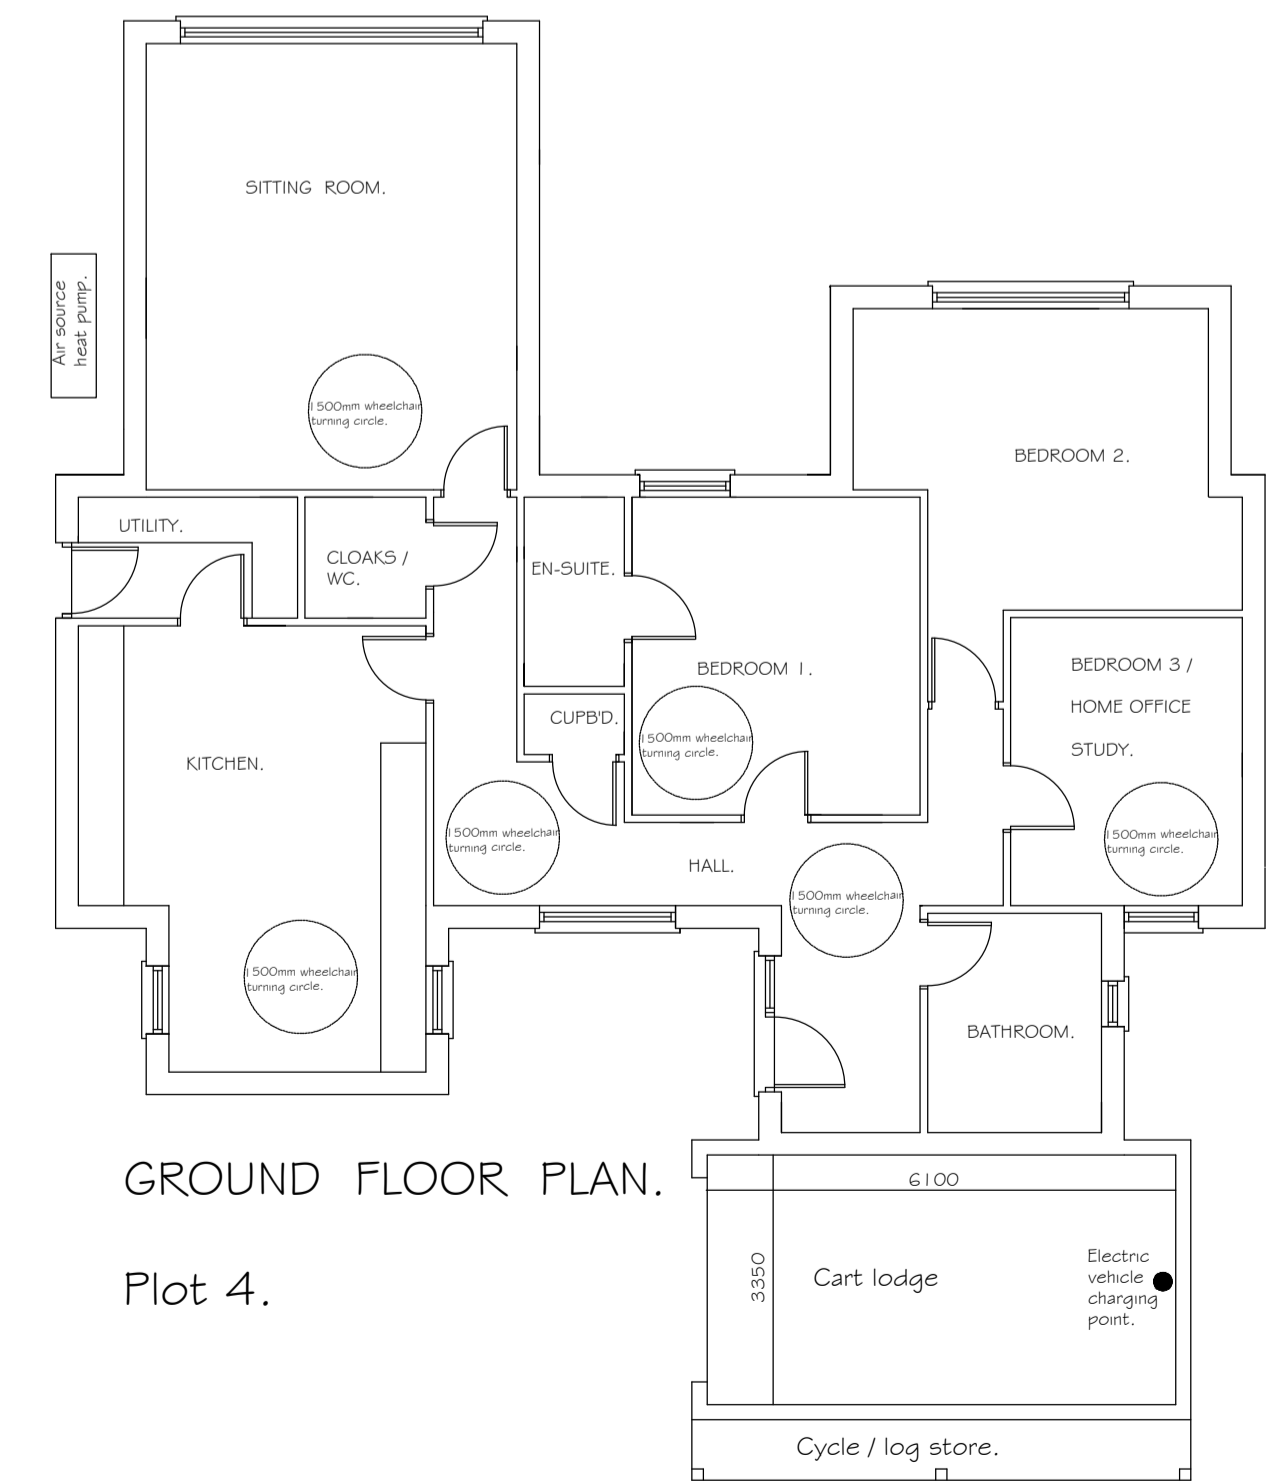 SITTING ROOM.
Air source
heat pump.
1500mm wheelchair
turning circle.
BEDROOM 2.
UTILITY.
CLOAKS /
WC.
EN-SUITE.
BEDROOM 1.
BEDROOM 3 /
HOME OFFICE
STUDY.
CUPB'D.
1500mm wheelchair
turning circle.
KITCHEN.
1500mm wheelchair
turning circle.
1500mm wheelchair
turning circle.
HALL.
1500mm wheelchair
turning circle.
1500mm wheelchair
turning circle.
BATHROOM.
GROUND FLOOR PLAN.
6100
3350
Cart lodge
Electric
vehicle
charging
point.
Plot 4.
Cycle / log store.